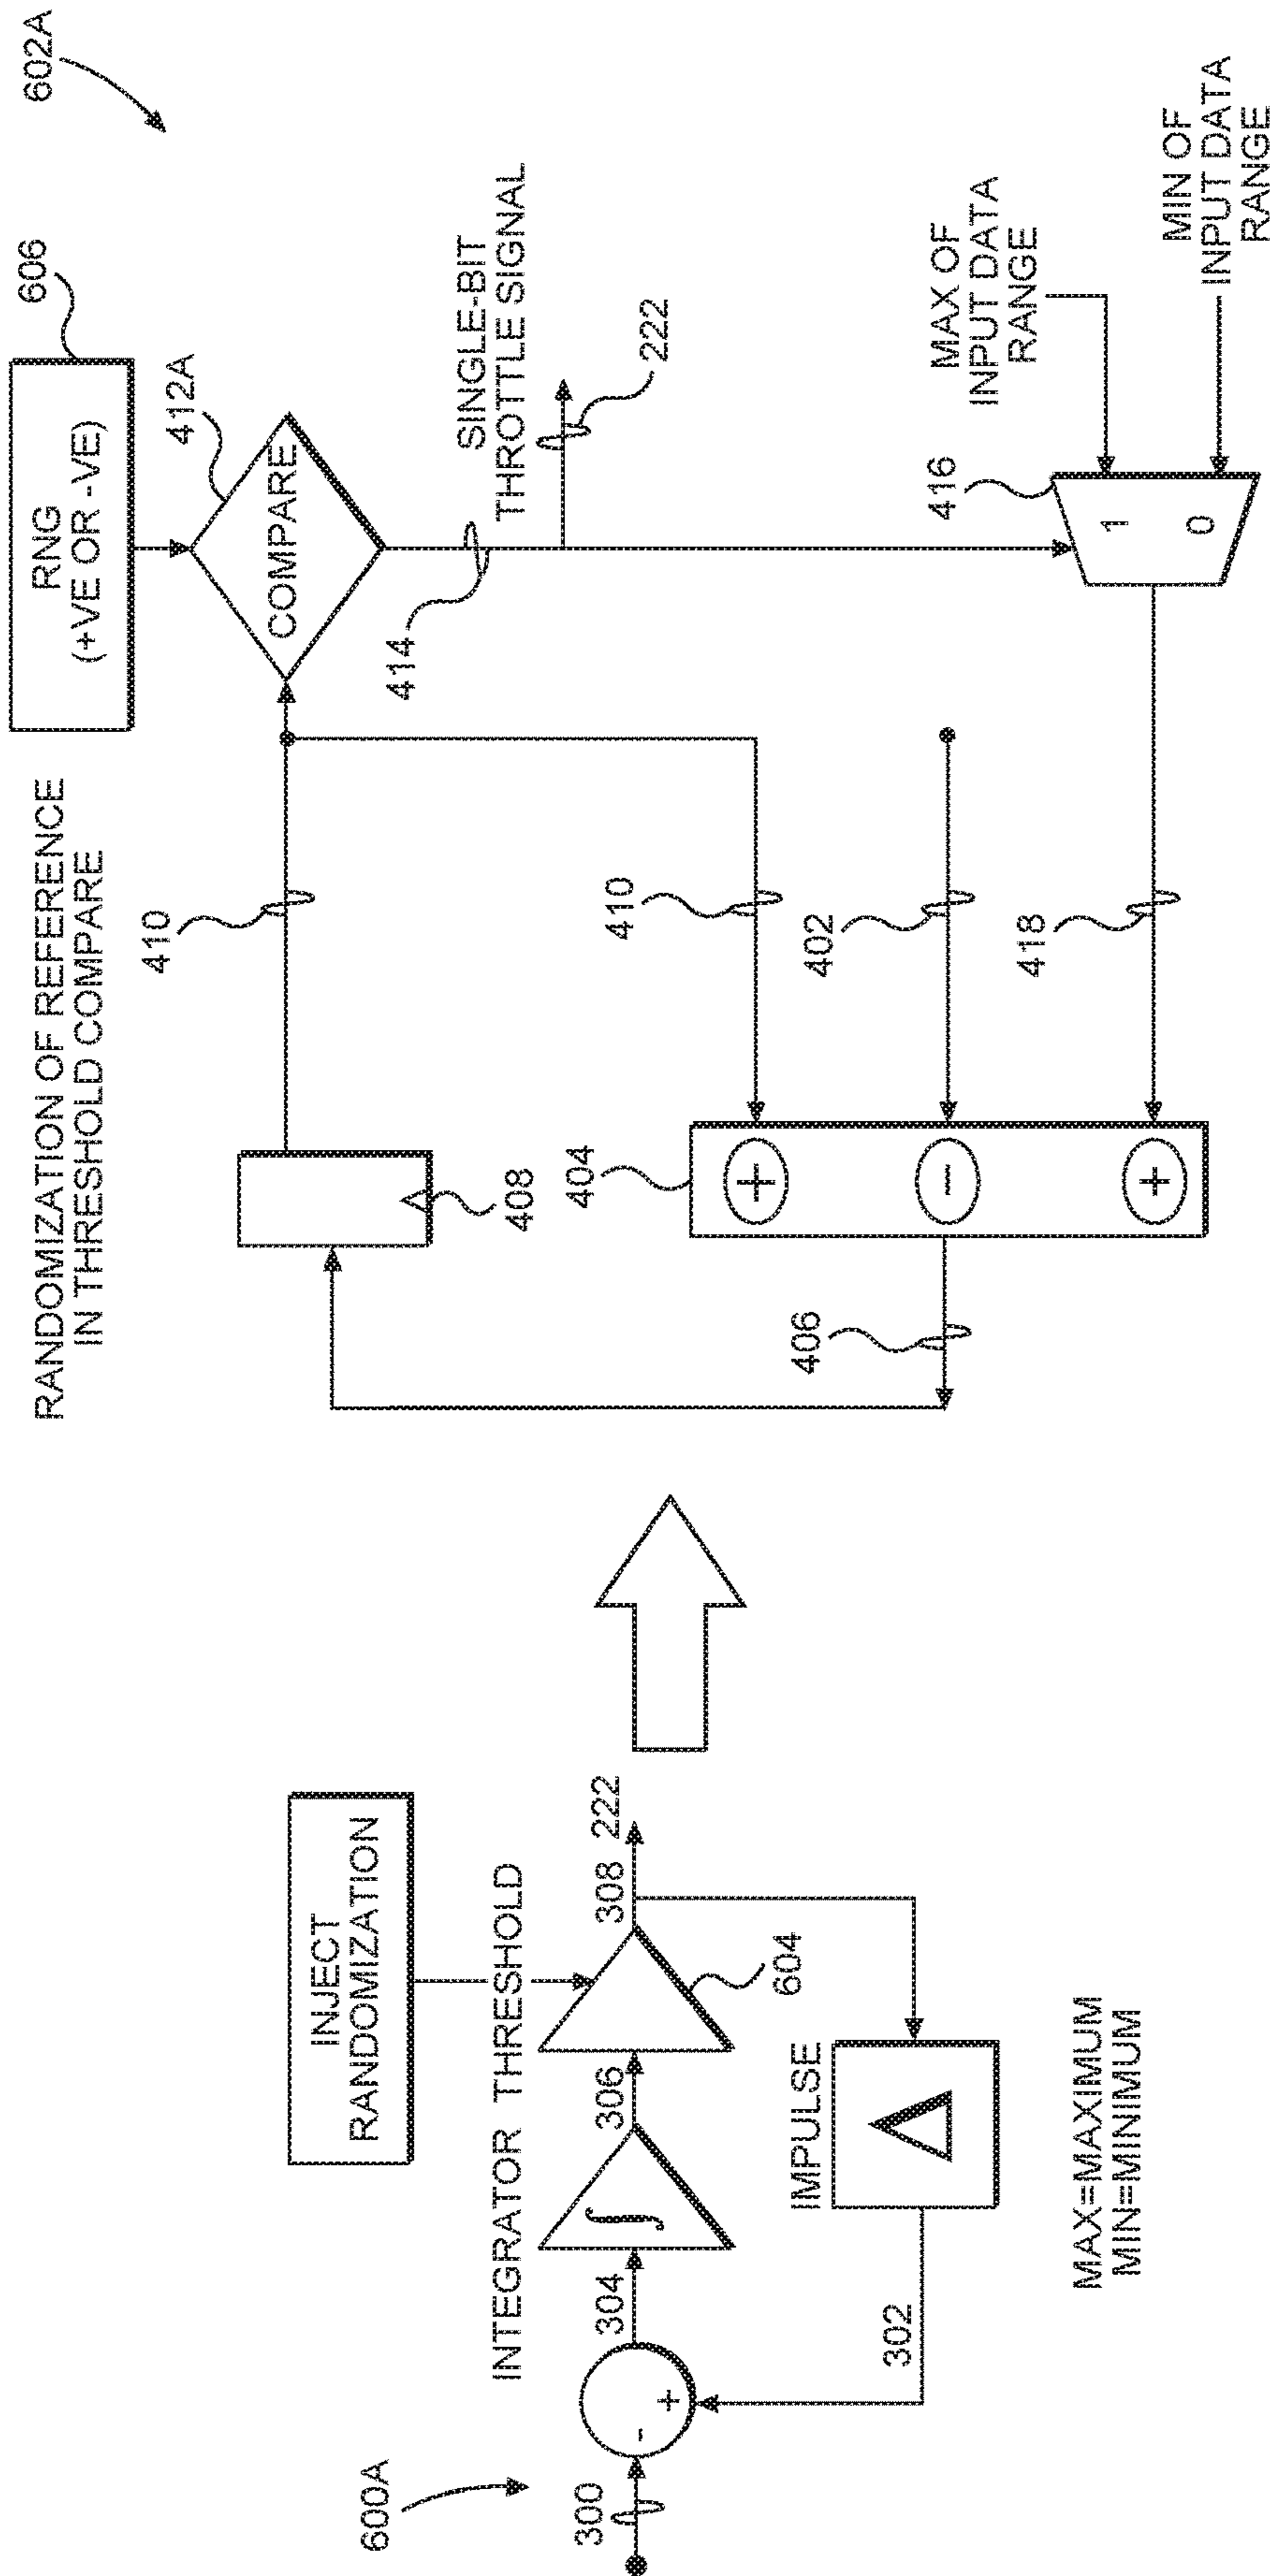 600A
300
-
+
304
INTEGRATOR
∫
306
INJECT
RANDOMIZATION
THRESHOLD
308
222
604
IMPULSE
Δ
302
MAX=MAXIMUM
MIN=MINIMUM
RANDOMIZATION OF REFERENCE
IN THRESHOLD COMPARE
602A
RNG
(+VE OR -VE)
606
412A
COMPARE
410
408
414
SINGLE-BIT
THROTTLE SIGNAL
222
404
410
+
402
-
406
418
+
416
1
0
MAX OF
INPUT DATA
RANGE
MIN OF
INPUT DATA
RANGE